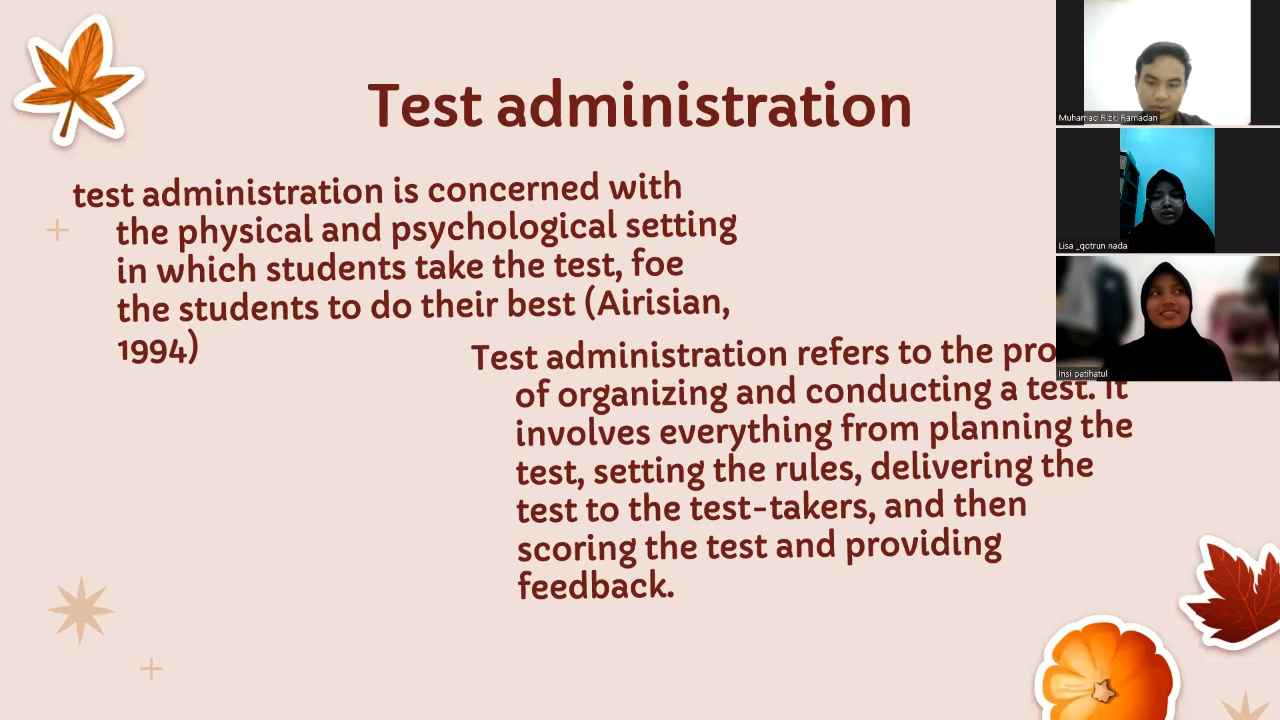 Test administration
test administration is concerned with
the physical and psychological setting
in which students take the test, foe
the students to do their best (Airisian,
1994)
Test administration refers to the
of organizing and conducting a test. It
involves everything from planning the
test, setting the rules, delivering the
test to the test-takers, and then
scoring the test and providing
feedback.
Muhamad Rizki Ramadan
Lisa _qotrun nada
Insi patihatul